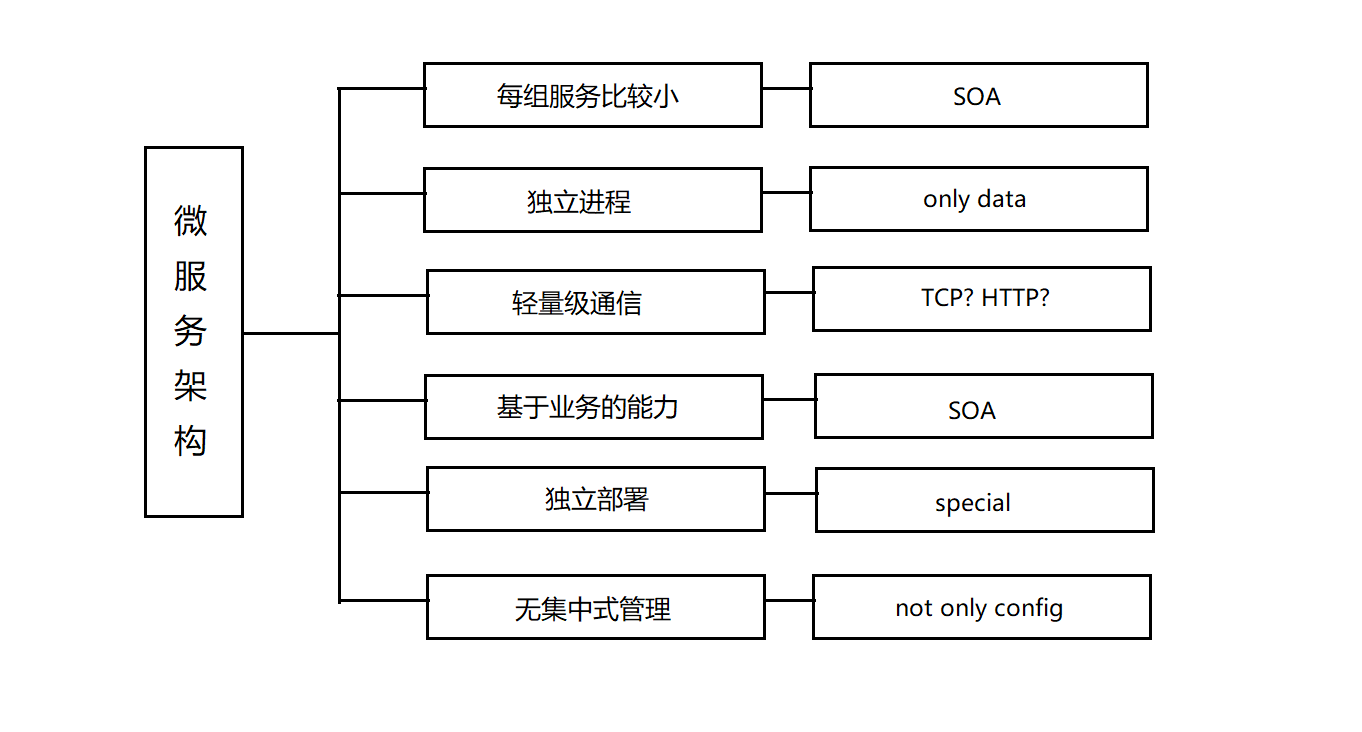 微服务架构
每组服务比较小
SOA
独立进程
only data
轻量级通信
TCP? HTTP?
基于业务的能力
SOA
独立部署
special
无集中式管理
not only config